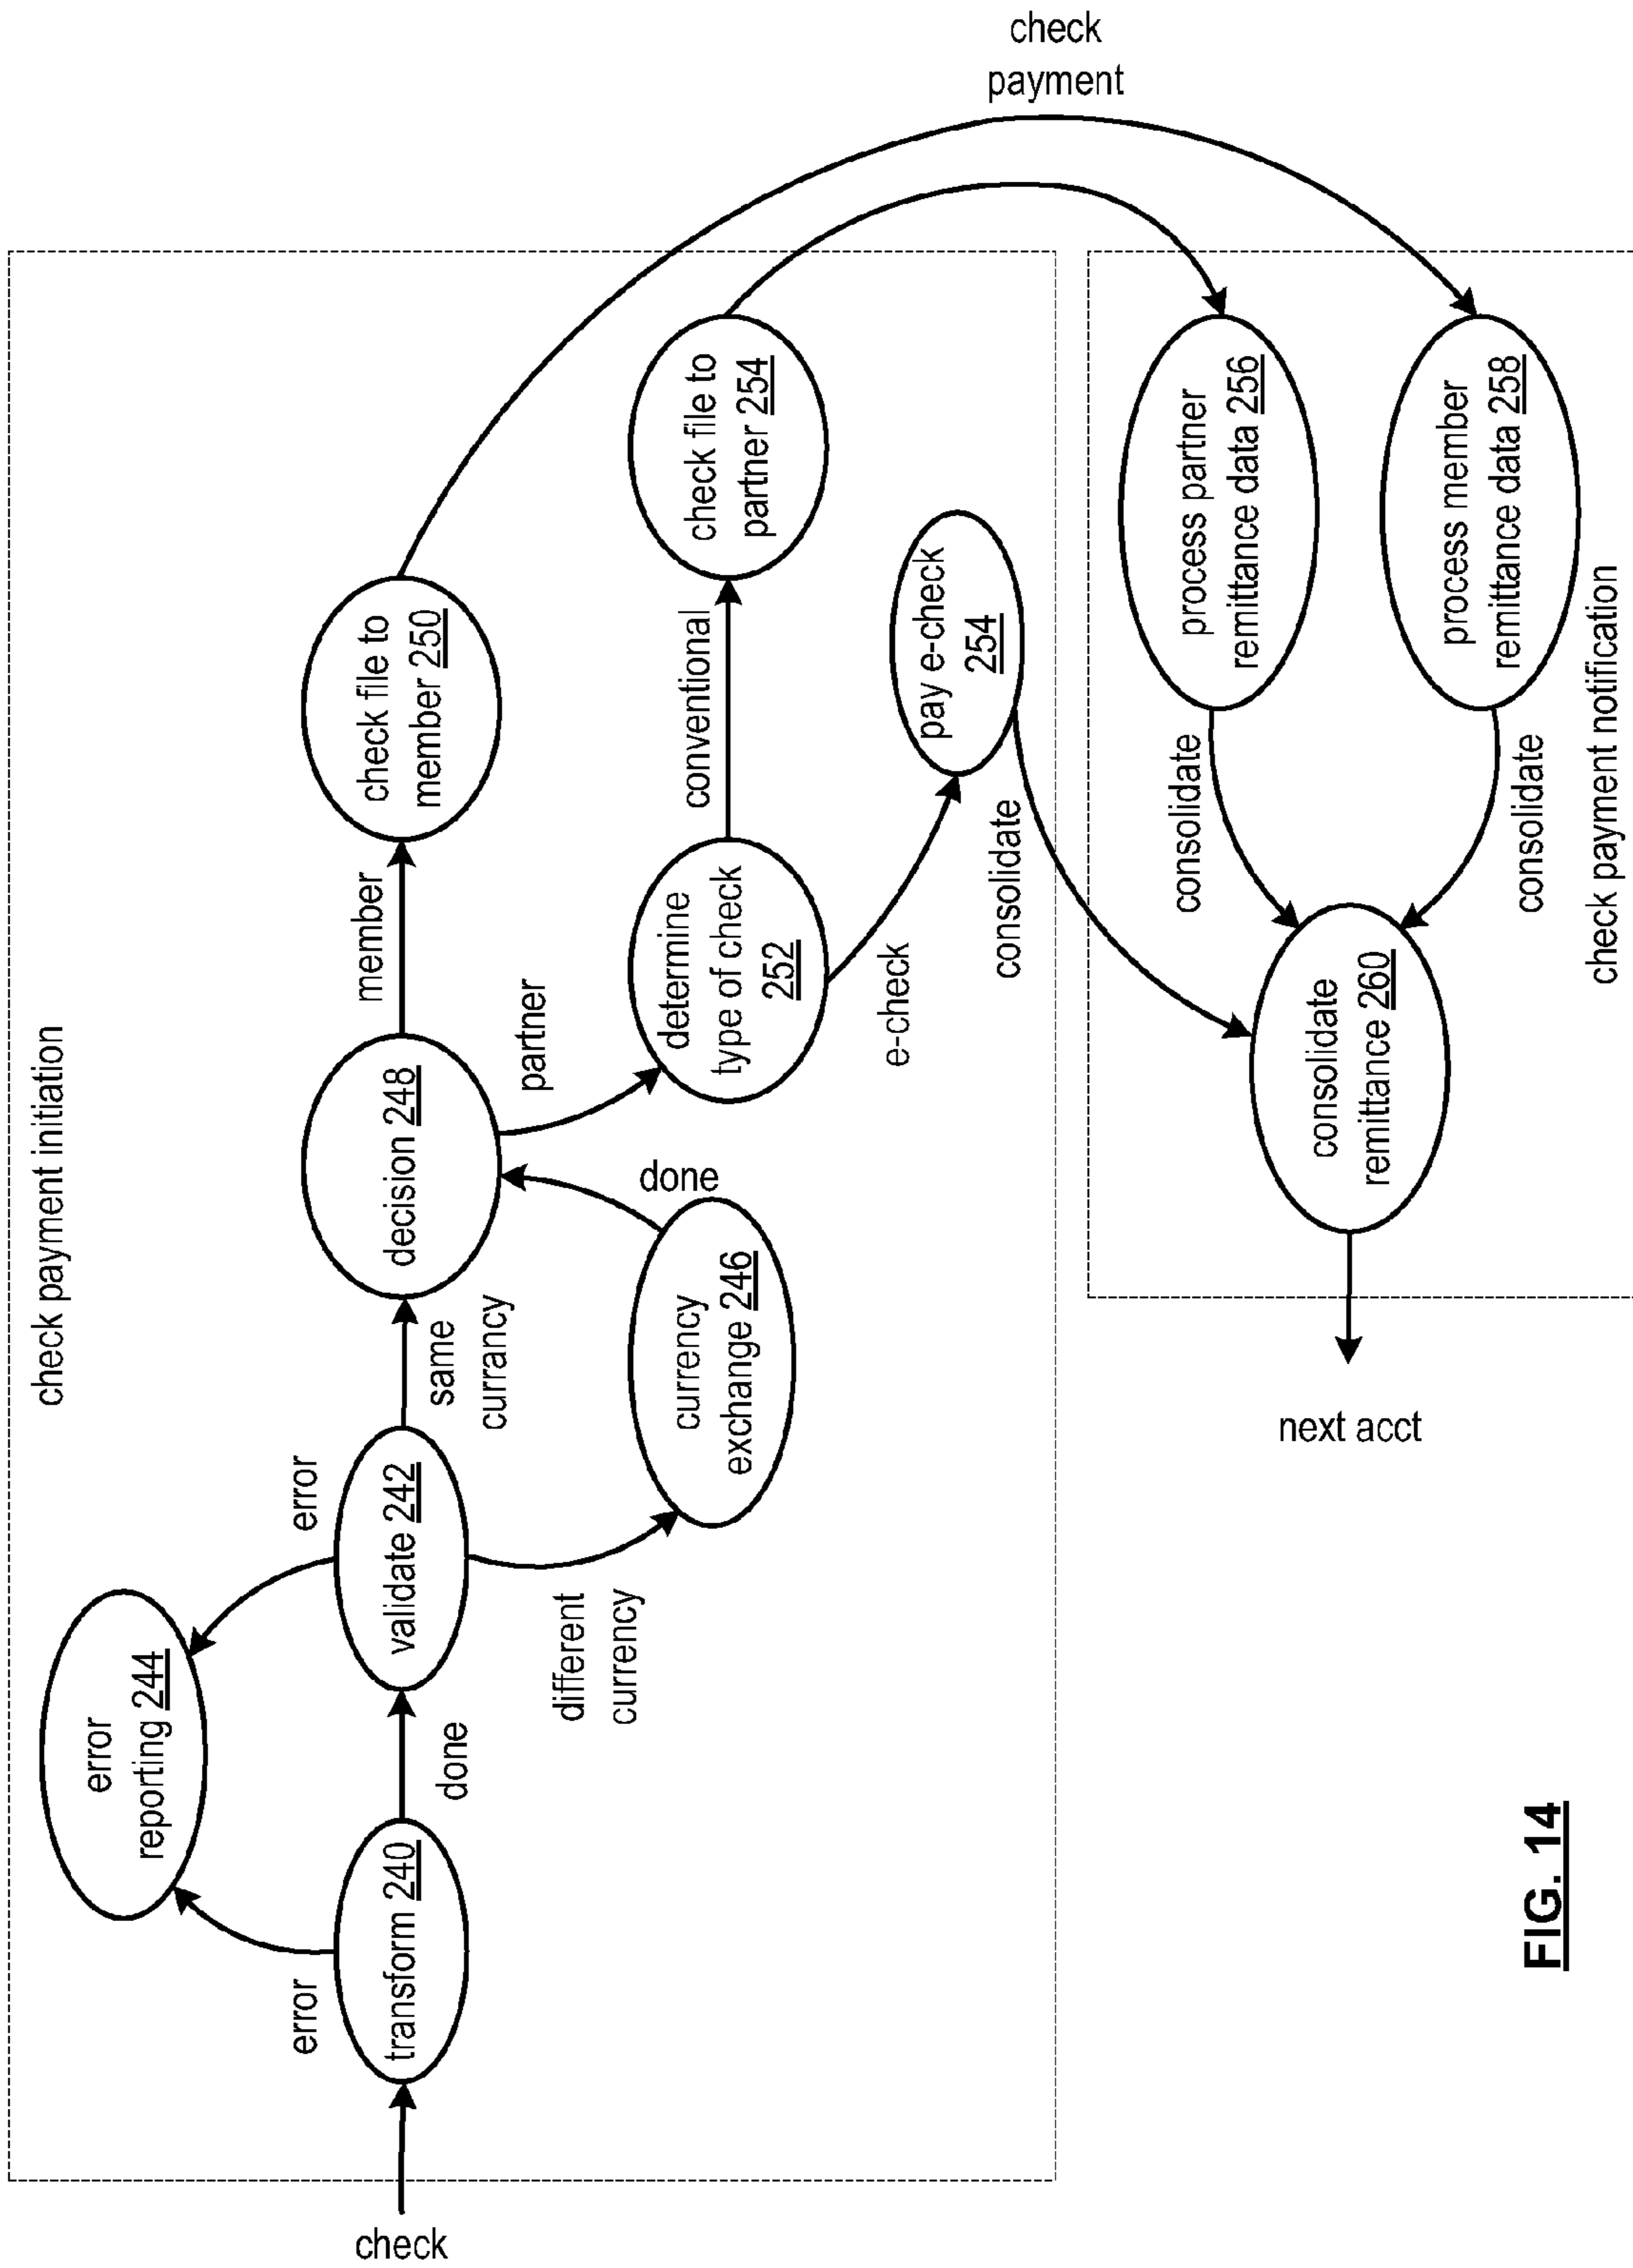 check payment initiation
error
reporting 244
error
error
check
transform 240
done
validate 242
same
currancy
different
currency
currency
exchange 246
done
decision 248
member
partner
check file to
member 250
determine
type of check
252
conventional
check file to
partner 254
e-check
pay e-check
254
consolidate
check
payment
process partner
remittance data 256
process member
remittance data 258
consolidate
consolidate
consolidate
remittance 260
next acct
check payment notification
FIG. 14